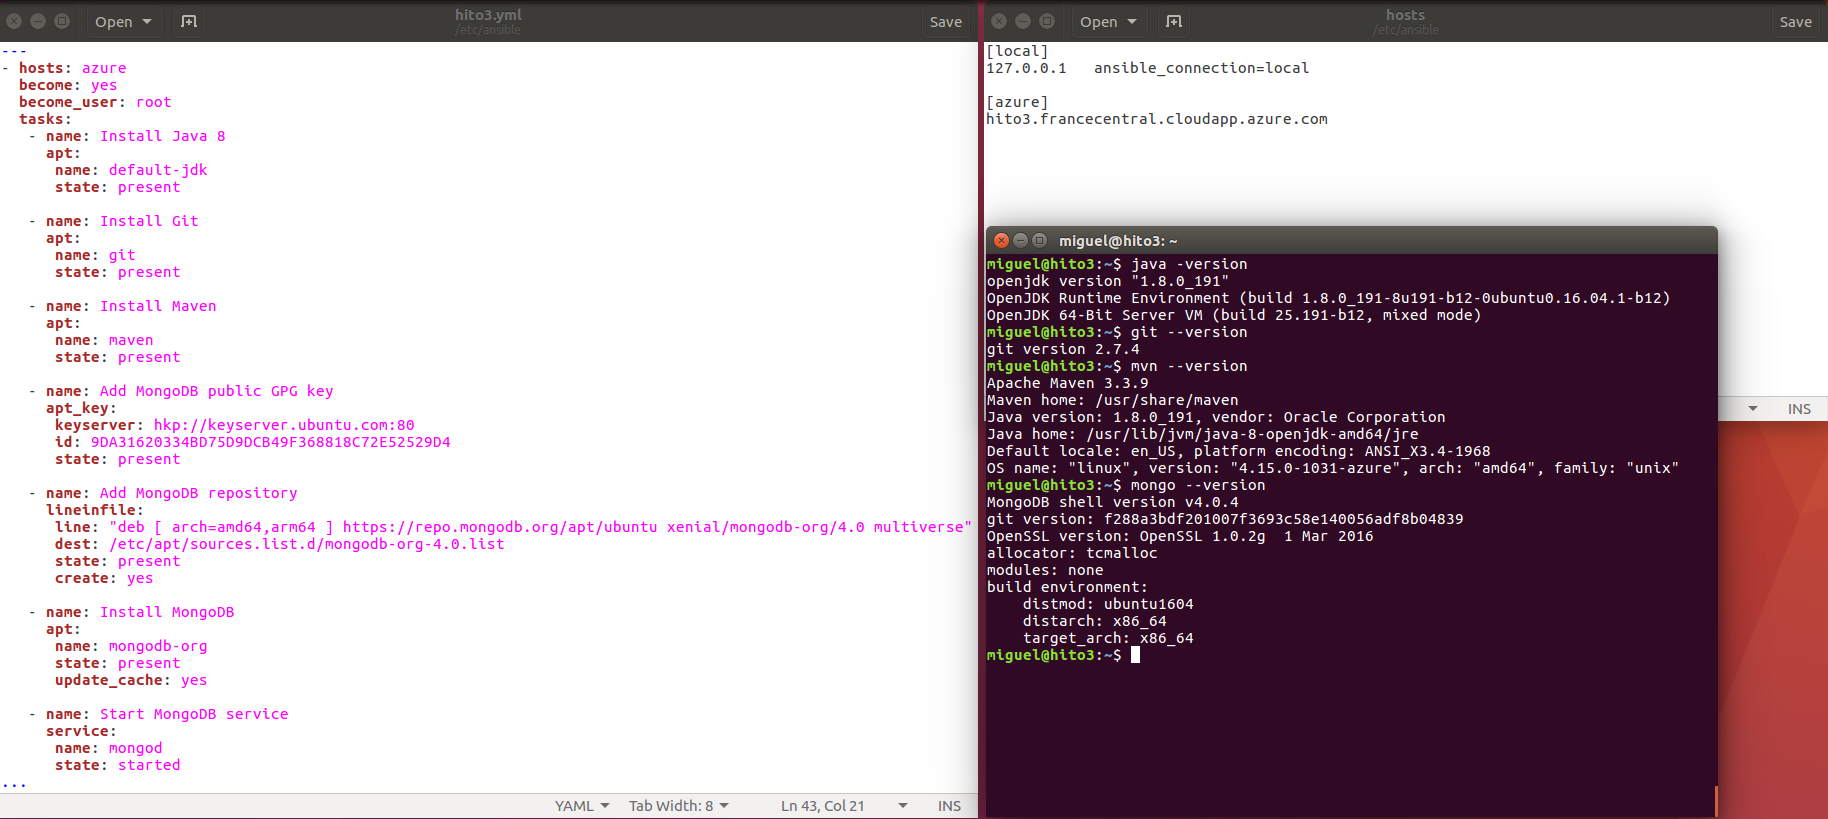 Open
hito3.yml
/etc/ansible
Save
---
- hosts: azure
  become: yes
  become_user: root
  tasks:
   - name: Install Java 8
     apt:
      name: default-jdk
      state: present

   - name: Install Git
     apt:
      name: git
      state: present

   - name: Install Maven
     apt:
      name: maven
      state: present

   - name: Add MongoDB public GPG key
     apt_key:
      keyserver: hkp://keyserver.ubuntu.com:80
      id: 9DA31620334BD75D9DCB49F368818C72E52529D4
      state: present

   - name: Add MongoDB repository
     lineinfile:
      line: "deb [ arch=amd64,arm64 ] https://repo.mongodb.org/apt/ubuntu xenial/mongodb-org/4.0 multiverse"
      dest: /etc/apt/sources.list.d/mongodb-org-4.0.list
      state: present
      create: yes

   - name: Install MongoDB
     apt:
      name: mongodb-org
      state: present
      update_cache: yes

   - name: Start MongoDB service
     service:
      name: mongod
      state: started
...
YAML Tab Width: 8 Ln 43, Col 21 INS
Open
hosts
/etc/ansible
Save
[local]
127.0.0.1   ansible_connection=local

[azure]
hito3.francecentral.cloudapp.azure.com
INS
miguel@hito3: ~
miguel@hito3:~$ java -version
openjdk version "1.8.0_191"
OpenJDK Runtime Environment (build 1.8.0_191-8u191-b12-0ubuntu0.16.04.1-b12)
OpenJDK 64-Bit Server VM (build 25.191-b12, mixed mode)
miguel@hito3:~$ git --version
git version 2.7.4
miguel@hito3:~$ mvn --version
Apache Maven 3.3.9
Maven home: /usr/share/maven
Java version: 1.8.0_191, vendor: Oracle Corporation
Java home: /usr/lib/jvm/java-8-openjdk-amd64/jre
Default locale: en_US, platform encoding: ANSI_X3.4-1968
OS name: "linux", version: "4.15.0-1031-azure", arch: "amd64", family: "unix"
miguel@hito3:~$ mongo --version
MongoDB shell version v4.0.4
git version: f288a3bdf201007f3693c58e140056adf8b04839
OpenSSL version: OpenSSL 1.0.2g  1 Mar 2016
allocator: tcmalloc
modules: none
build environment:
    distmod: ubuntu1604
    distarch: x86_64
    target_arch: x86_64
miguel@hito3:~$